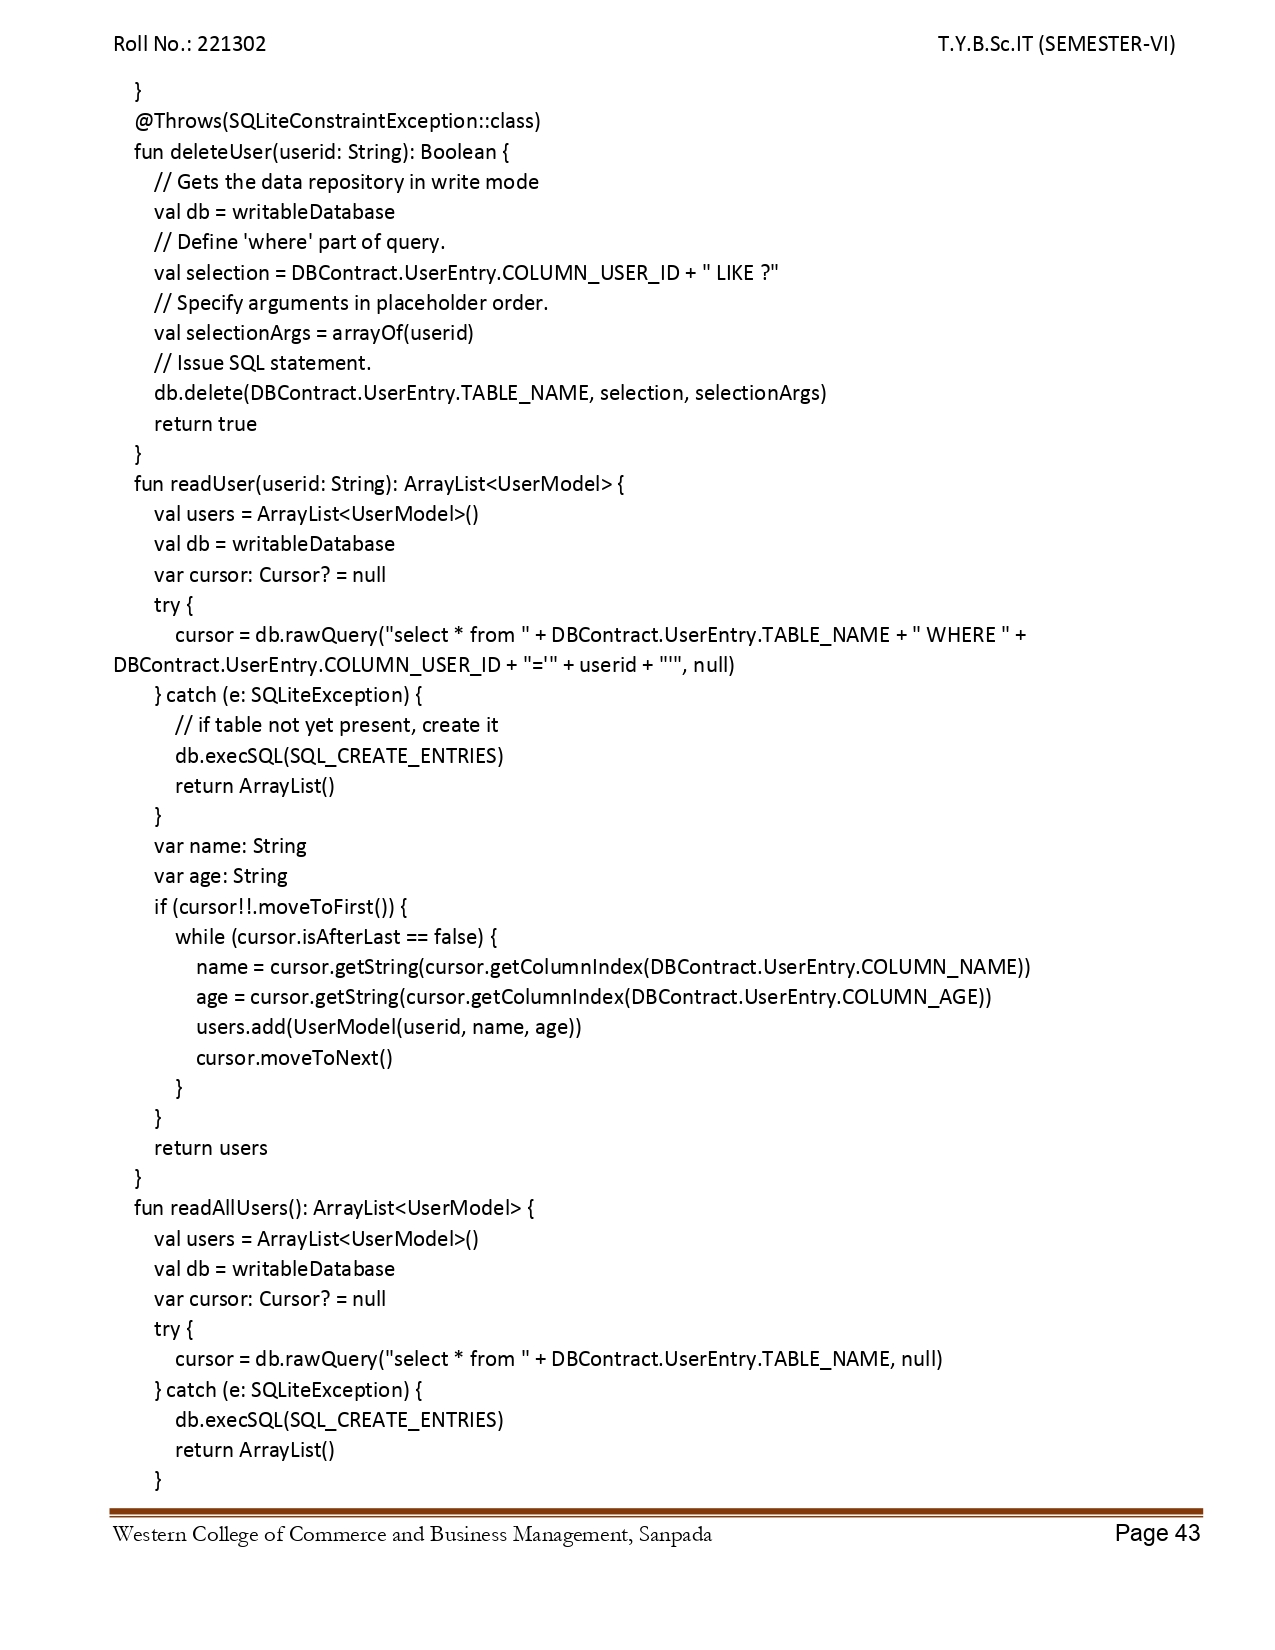 Roll No.: 221302 T.Y.B.Sc.IT (SEMESTER-VI)
}
@Throws(SQLiteConstraintException::class)
fun deleteUser(userid: String): Boolean {
// Gets the data repository in write mode
val db = writableDatabase
// Define 'where' part of query.
val selection = DBContract.UserEntry.COLUMN_USER_ID + " LIKE ?"
// Specify arguments in placeholder order.
val selectionArgs = arrayOf(userid)
// Issue SQL statement.
db.delete(DBContract.UserEntry.TABLE_NAME, selection, selectionArgs)
return true
}
fun readUser(userid: String): ArrayList<UserModel> {
val users = ArrayList<UserModel>()
val db = writableDatabase
var cursor: Cursor? = null
try {
cursor = db.rawQuery("select * from " + DBContract.UserEntry.TABLE_NAME + " WHERE " +
DBContract.UserEntry.COLUMN_USER_ID + "='" + userid + "'", null)
} catch (e: SQLiteException) {
// if table not yet present, create it
db.execSQL(SQL_CREATE_ENTRIES)
return ArrayList()
}
var name: String
var age: String
if (cursor!!.moveToFirst()) {
while (cursor.isAfterLast == false) {
name = cursor.getString(cursor.getColumnIndex(DBContract.UserEntry.COLUMN_NAME))
age = cursor.getString(cursor.getColumnIndex(DBContract.UserEntry.COLUMN_AGE))
users.add(UserModel(userid, name, age))
cursor.moveToNext()
}
}
return users
}
fun readAllUsers(): ArrayList<UserModel> {
val users = ArrayList<UserModel>()
val db = writableDatabase
var cursor: Cursor? = null
try {
cursor = db.rawQuery("select * from " + DBContract.UserEntry.TABLE_NAME, null)
} catch (e: SQLiteException) {
db.execSQL(SQL_CREATE_ENTRIES)
return ArrayList()
}
Western College of Commerce and Business Management, Sanpada Page 43